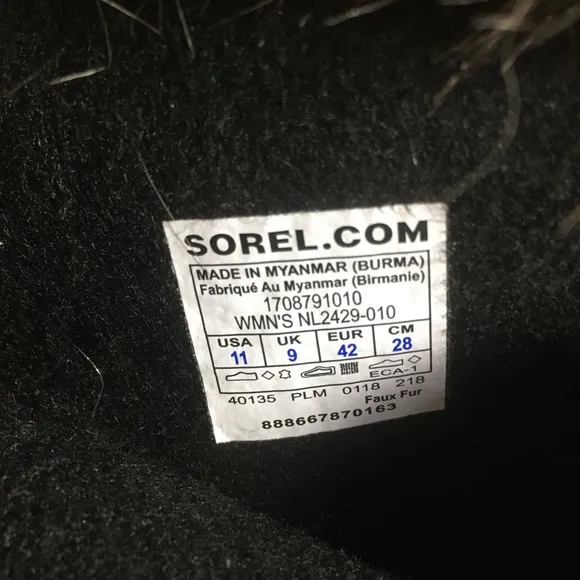 SOREL.COM
MADE IN MYANMAR (BURMA)
Fabriqué Au Myanmar (Birmanie)
1708791010
WMN'S NL2429-010
USA UK EUR CM
11 9 42 28
ECA-1
40135 PLM 0118 218
Faux Fur
888667870163